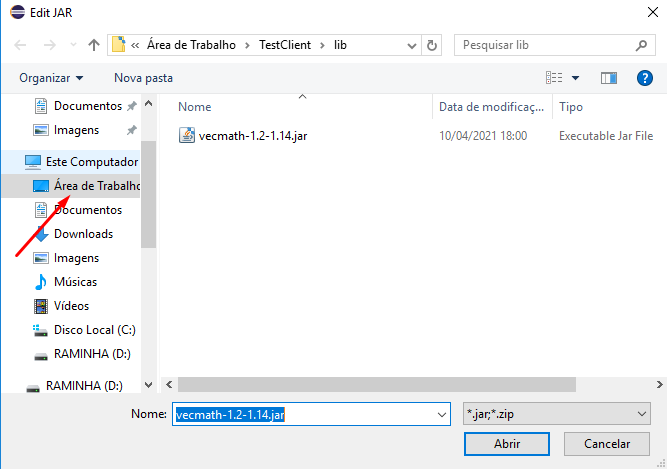 Edit JAR
« Área de Trabalho > TestClient > lib
Pesquisar lib
Organizar
Nova pasta
Documentos
Imagens
Este Computador
Área de Trabalho
Documentos
Downloads
Imagens
Músicas
Vídeos
Disco Local (C:)
RAMINHA (D:)
RAMINHA (D:)
Nome
Data de modificaç...
Tipo
vecmath-1.2-1.14.jar
10/04/2021 18:00
Executable Jar File
Nome:
vecmath-1.2-1.14.jar
*.jar;*.zip
Abrir
Cancelar